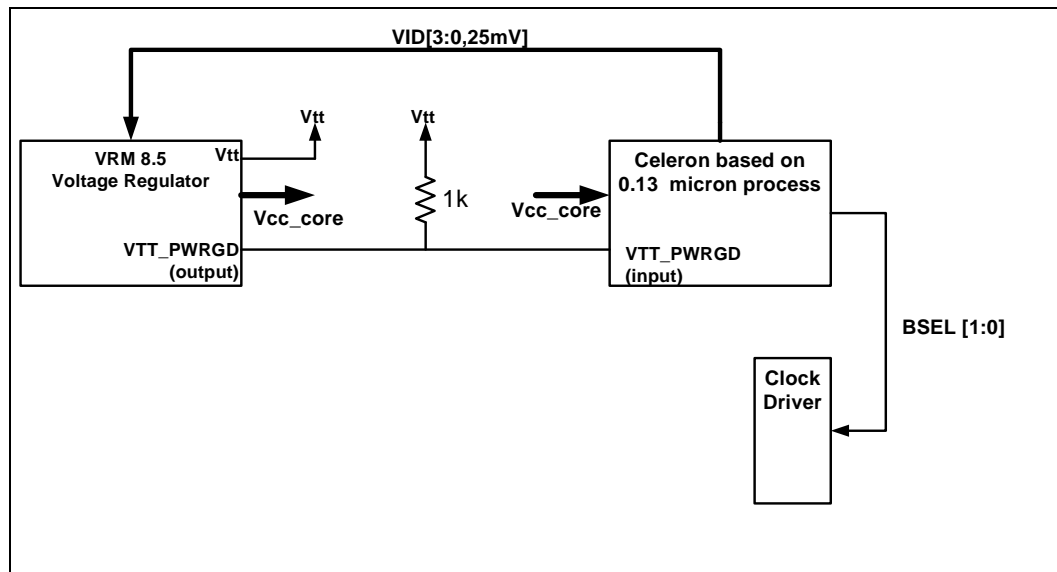 VID[3:0,25mV]
Vtt
Vtt
VRM 8.5
Voltage Regulator
Vtt
Vcc_core
VTT_PWRGD
(output)
1k
Vcc_core
Celeron based on
0.13 micron process
VTT_PWRGD
(input)
BSEL [1:0]
Clock
Driver